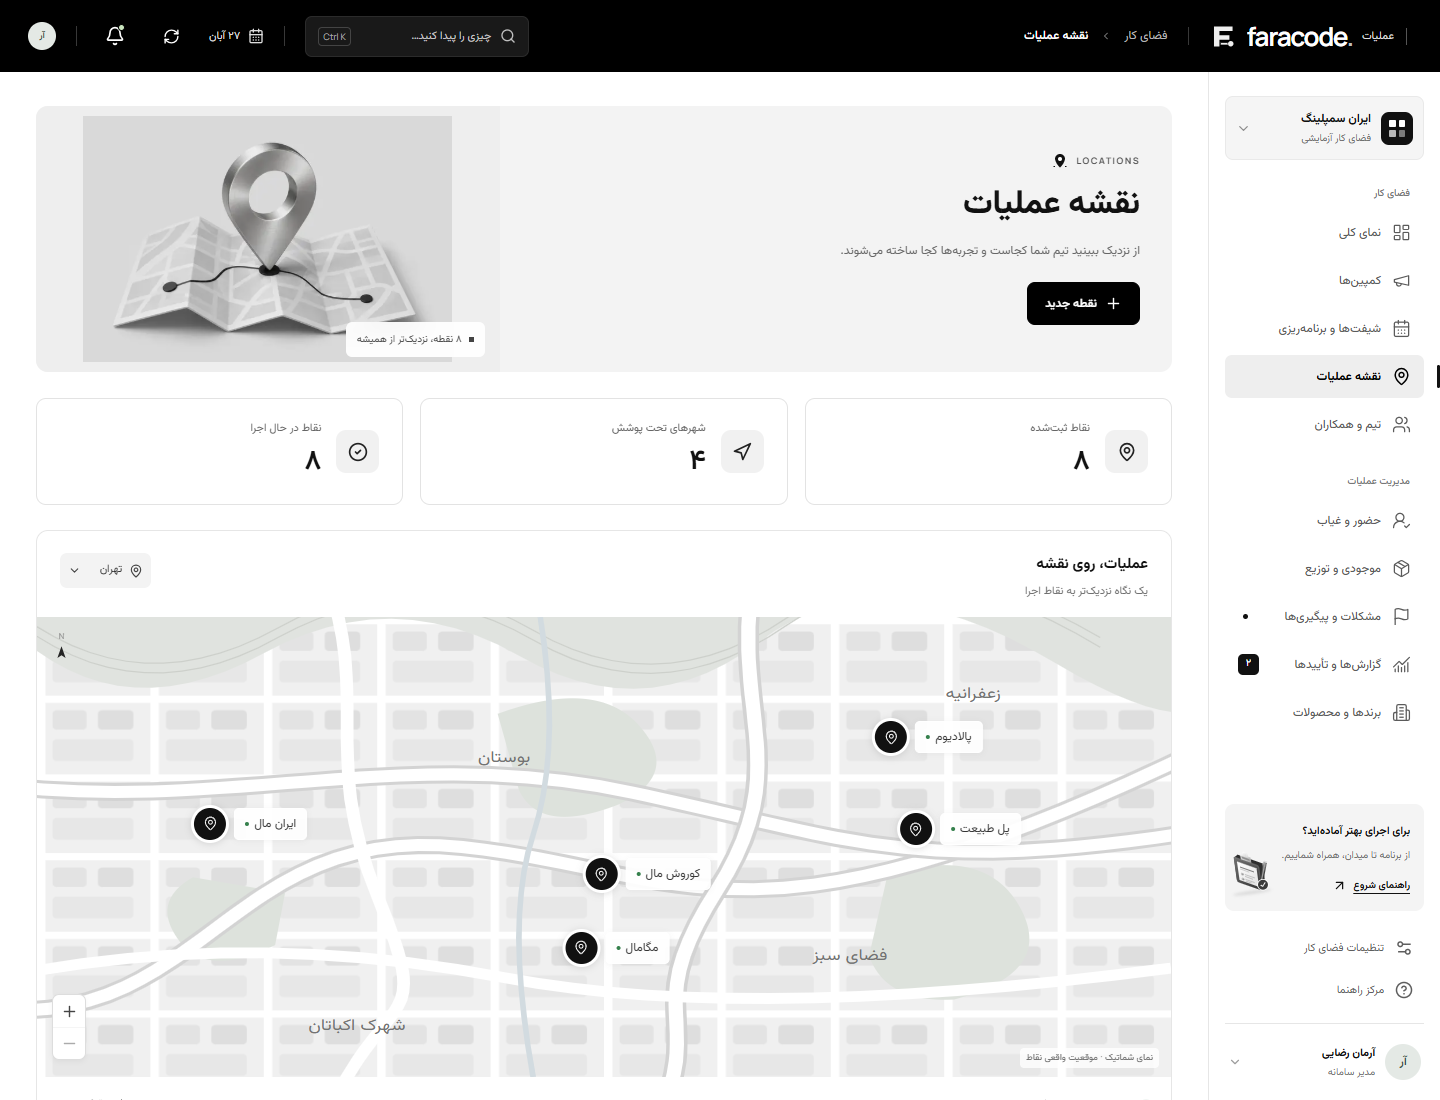 عملیات
faracode.
فضای کار
نقشه عملیات
چیزی را پیدا کنید...
Ctrl K
۲۷ آبان
آر
ایران سمپلینگ
فضای کار آزمایشی
فضای کار
نمای کلی
کمپین‌ها
شیفت‌ها و برنامه‌ریزی
نقشه عملیات
تیم و همکاران
مدیریت عملیات
حضور و غیاب
موجودی و توزیع
مشکلات و پیگیری‌ها
گزارش‌ها و تأییدها
۲
برندها و محصولات
برای اجرای بهتر آماده‌اید؟
از برنامه تا میدان، همراه شماییم.
راهنمای شروع
تنظیمات فضای کار
مرکز راهنما
آر
آرمان رضایی
مدیر سامانه
LOCATIONS
نقشه عملیات
از نزدیک ببینید تیم شما کجاست و تجربه‌ها کجا ساخته می‌شوند.
نقطه جدید
۸ نقطه، نزدیک‌تر از همیشه
نقاط ثبت‌شده
۸
شهرهای تحت پوشش
۴
نقاط در حال اجرا
۸
عملیات، روی نقشه
یک نگاه نزدیک‌تر به نقاط اجرا
تهران
N
زعفرانیه
پالادیوم
بوستان
ایران مال
پل طبیعت
کوروش مال
مگامال
فضای سبز
شهرک اکباتان
نمای شماتیک · موقعیت واقعی نقاط